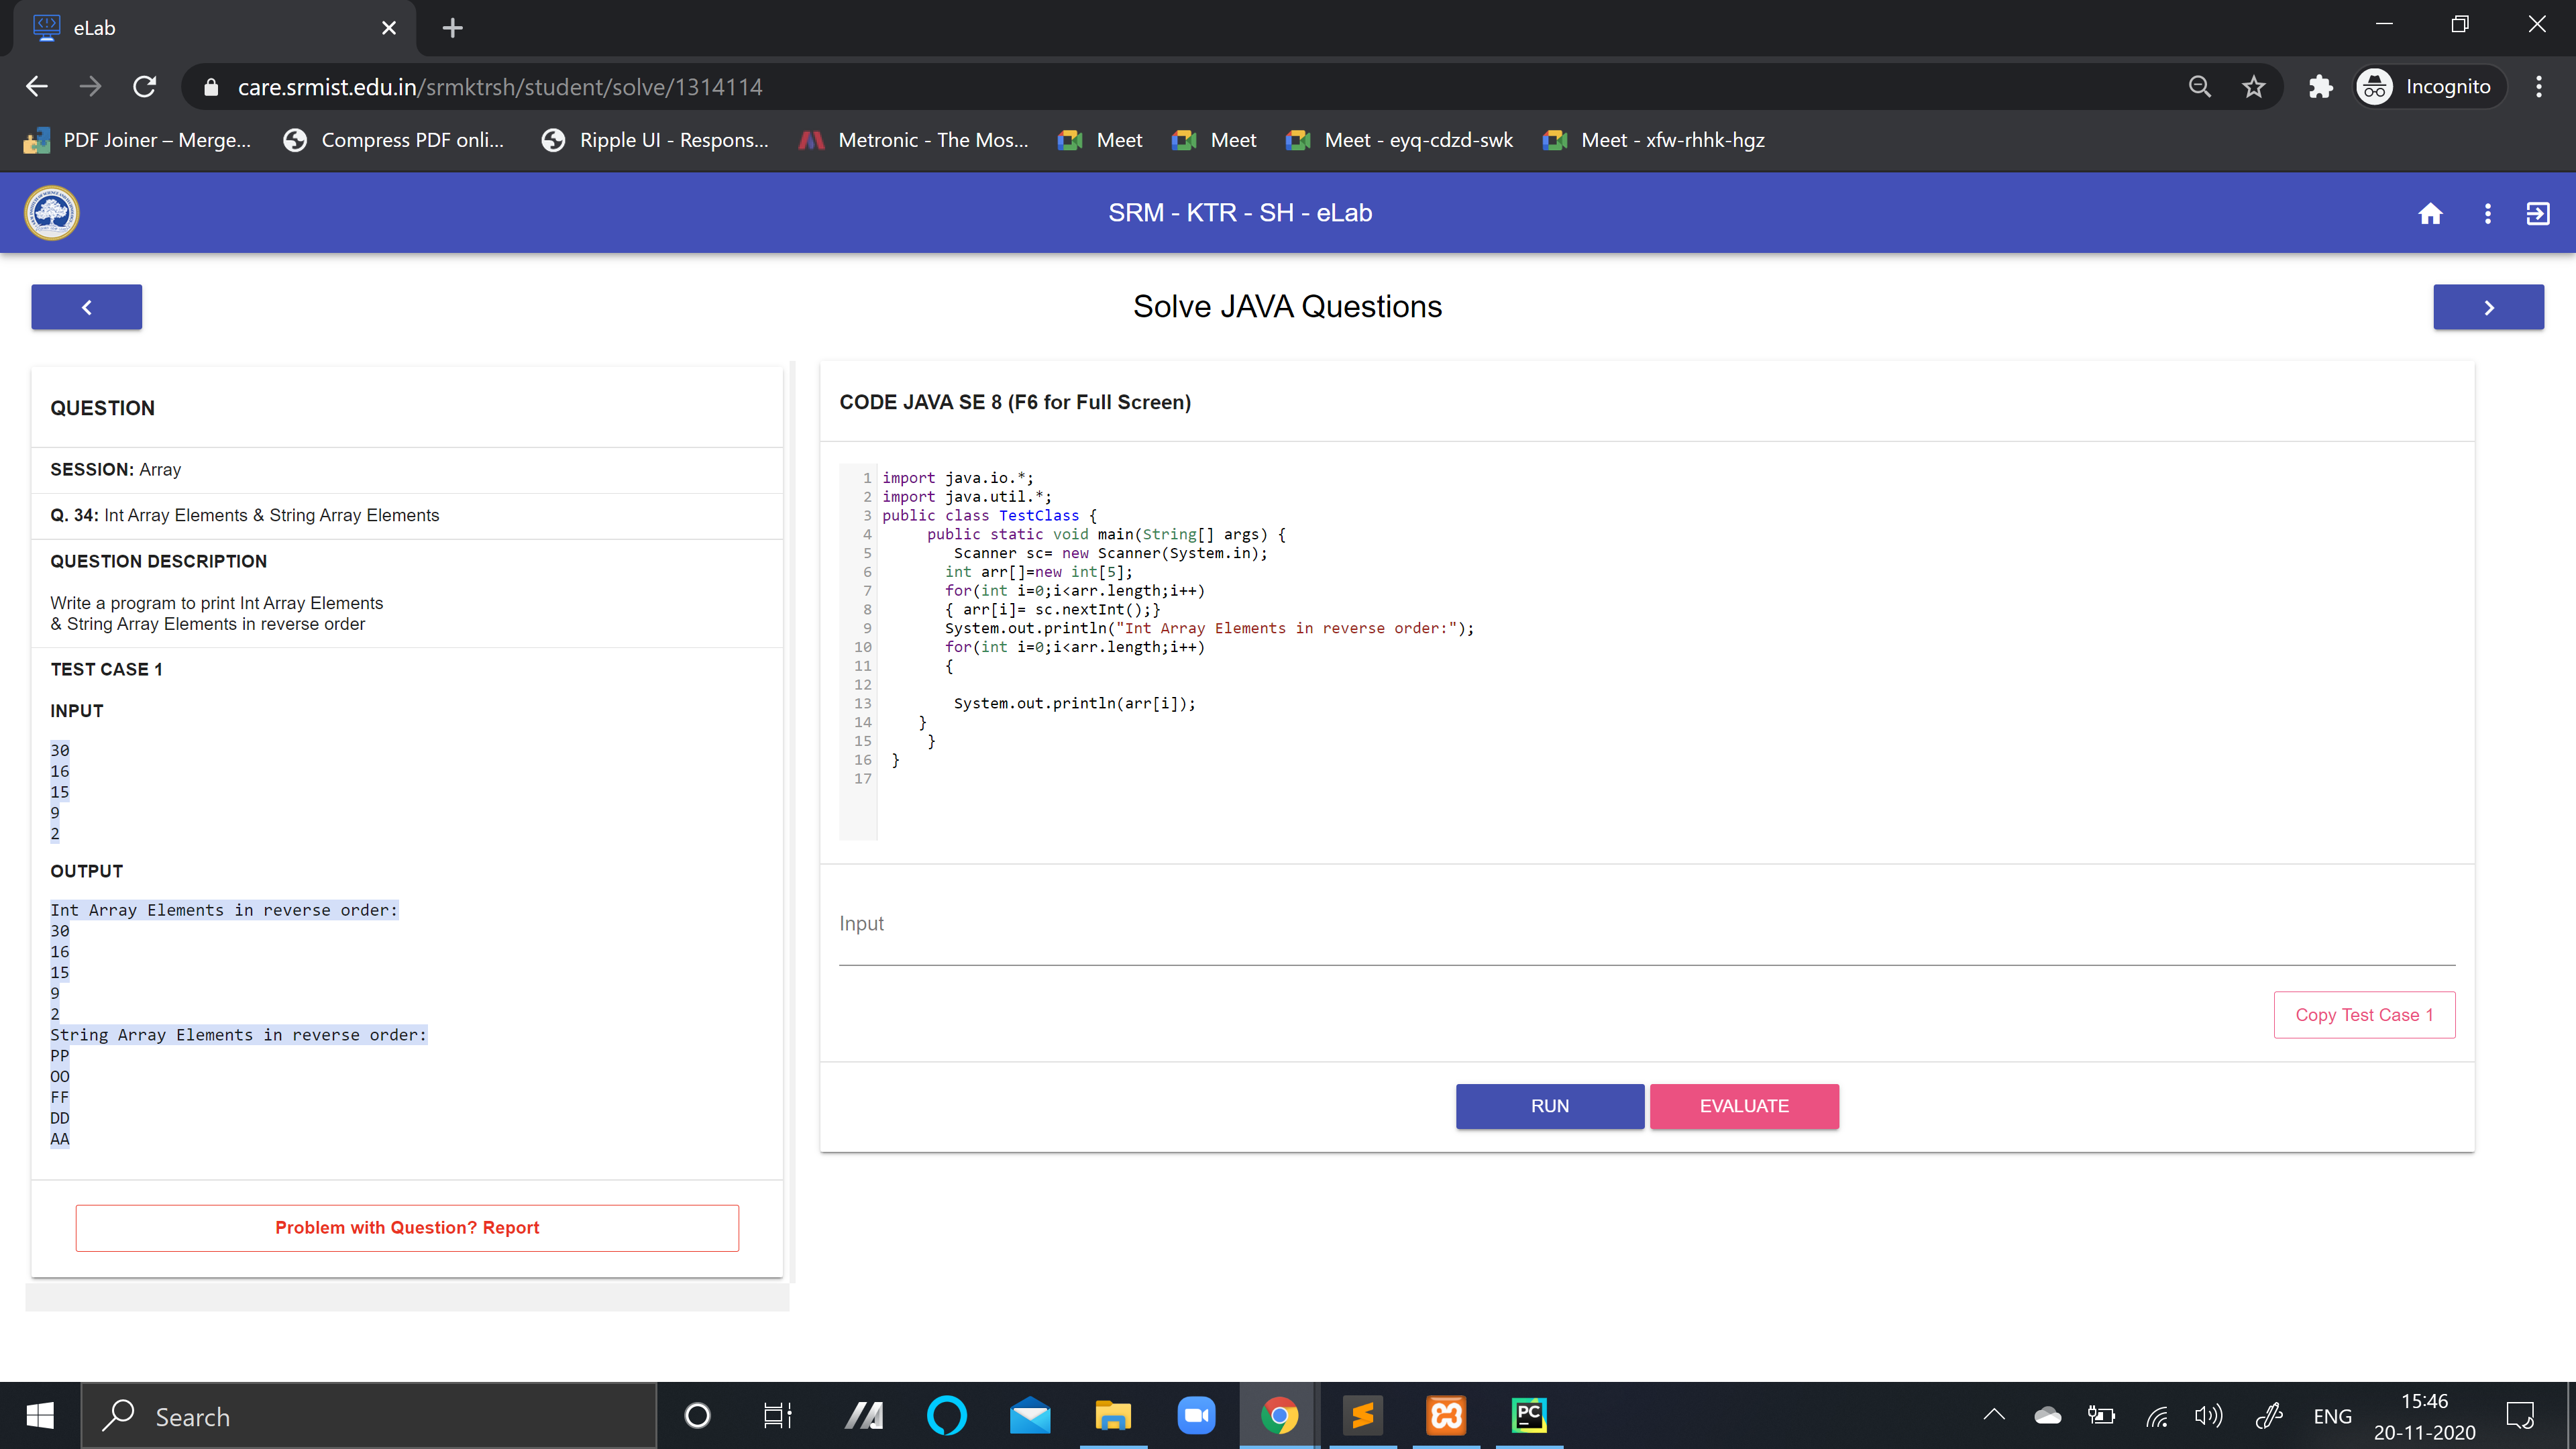 eLab
care.srmist.edu.in/srmktrsh/student/solve/1314114
Incognito
PDF Joiner – Merge...
Compress PDF onli...
Ripple UI - Respons...
Metronic - The Mos...
Meet
Meet
Meet - eyq-cdzd-swk
Meet - xfw-rhhk-hgz
SRM - KTR - SH - eLab
Solve JAVA Questions
QUESTION
SESSION: Array
Q. 34: Int Array Elements & String Array Elements
QUESTION DESCRIPTION
Write a program to print Int Array Elements
& String Array Elements in reverse order
TEST CASE 1
INPUT
30
16
15
9
2
OUTPUT
Int Array Elements in reverse order:
30
16
15
9
2
String Array Elements in reverse order:
PP
OO
FF
DD
AA
Problem with Question? Report
CODE JAVA SE 8 (F6 for Full Screen)
1 import java.io.*;
2 import java.util.*;
3 public class TestClass {
4 public static void main(String[] args) {
5 Scanner sc= new Scanner(System.in);
6 int arr[]=new int[5];
7 for(int i=0;i<arr.length;i++)
8 { arr[i]= sc.nextInt();}
9 System.out.println("Int Array Elements in reverse order:");
10 for(int i=0;i<arr.length;i++)
11 {
12
13 System.out.println(arr[i]);
14 }
15 }
16 }
17
Input
Copy Test Case 1
RUN
EVALUATE
Search
PC
ENG
15:46
20-11-2020